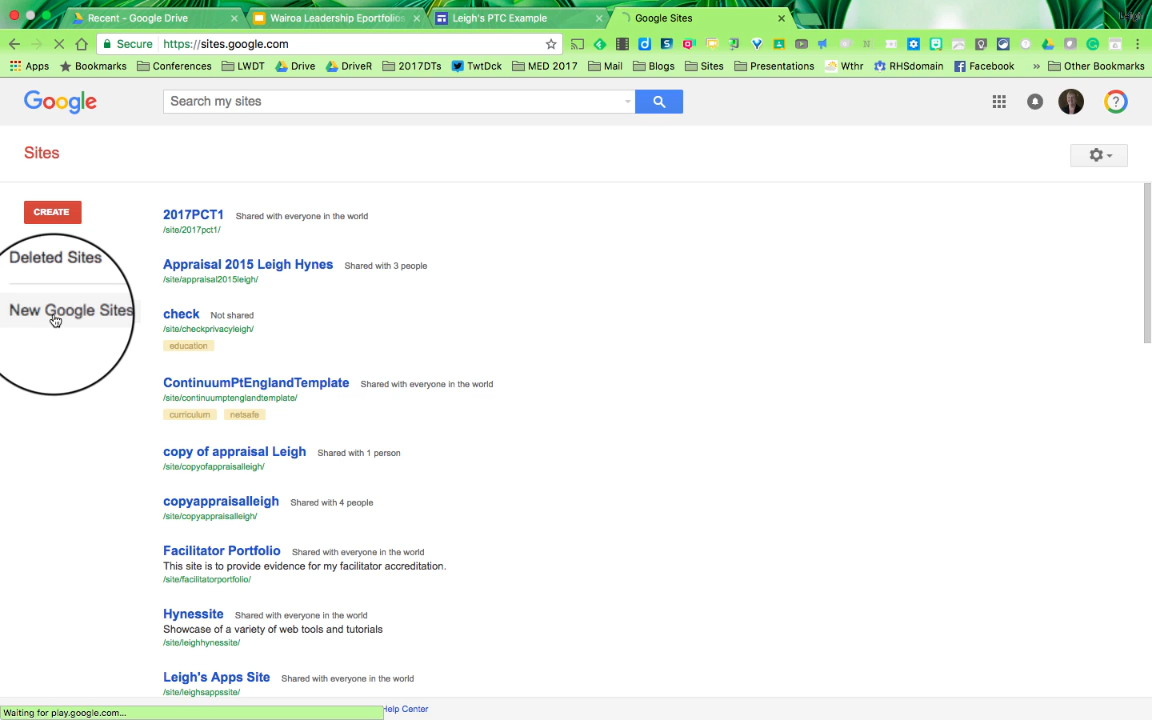 Recent - Google Drive
Wairoa Leadership Eportfolios
Leigh's PTC Example
Google Sites
Leigh
Secure
https://sites.google.com
Apps
Bookmarks
Conferences
LWDT
Drive
DriveR
2017DTs
TwtDck
MED 2017
Mail
Blogs
Sites
Presentations
Wthr
RHSdomain
Facebook
»
Other Bookmarks
Google
Search my sites
Sites
CREATE
Deleted Sites
New Google Sites
2017PCT1 Shared with everyone in the world
/site/2017pct1/
Appraisal 2015 Leigh Hynes Shared with 3 people
/site/appraisal2015leigh/
check Not shared
/site/checkprivacyleigh/
education
ContinuumPtEnglandTemplate Shared with everyone in the world
/site/continuumptenglandtemplate/
curriculum netsafe
copy of appraisal Leigh Shared with 1 person
/site/copyofappraisalleigh/
copyappraisalleigh Shared with 4 people
/site/copyappraisalleigh/
Facilitator Portfolio Shared with everyone in the world
This site is to provide evidence for my facilitator accreditation.
/site/facilitatorportfolio/
Hynessite Shared with everyone in the world
Showcase of a variety of web tools and tutorials
/site/leighhynessite/
Leigh's Apps Site Shared with everyone in the world
/site/leighsappssite/
Waiting for play.google.com...
Help Center